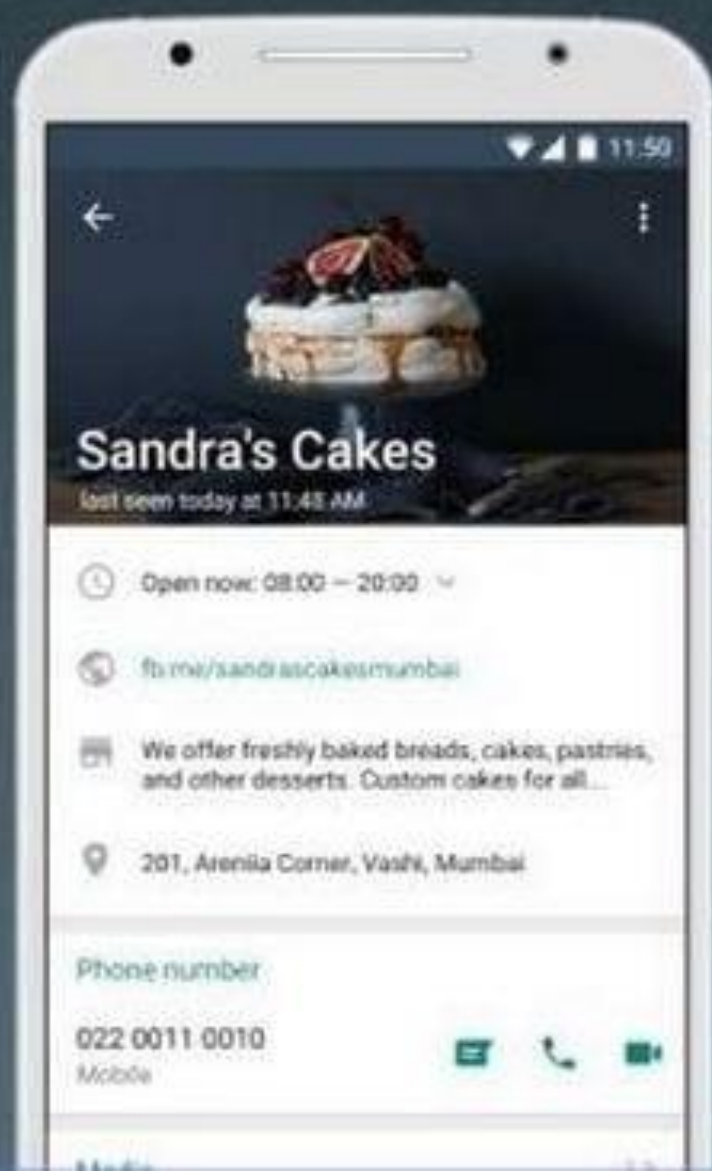 11:50
Sandra's Cakes
last seen today at 11:48 AM
Open now: 08:00 – 20:00
fb.me/sandrascakesmumbai
We offer freshly baked breads, cakes, pastries,
and other desserts. Custom cakes for all...
201, Areniia Corner, Vashi, Mumbai
Phone number
022 0011 0010
Mobile
Media